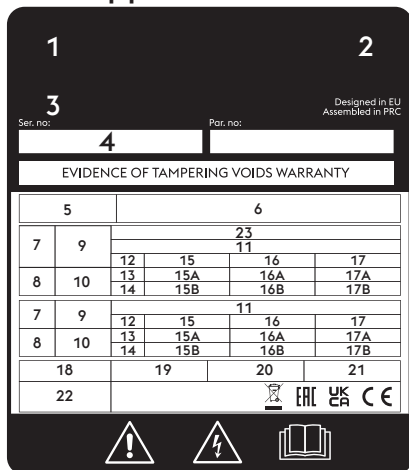 1 2
3
Designed in EU
Assembled in PRC
Ser. no: Par. no:
4
EVIDENCE OF TAMPERING VOIDS WARRANTY
5 6
7 9 23
11
12 15 16 17
8 10 13 15A 16A 17A
14 15B 16B 17B
7 9 11
12 15 16 17
8 10 13 15A 16A 17A
14 15B 16B 17B
18 19 20 21
22 EAC UK CA CE